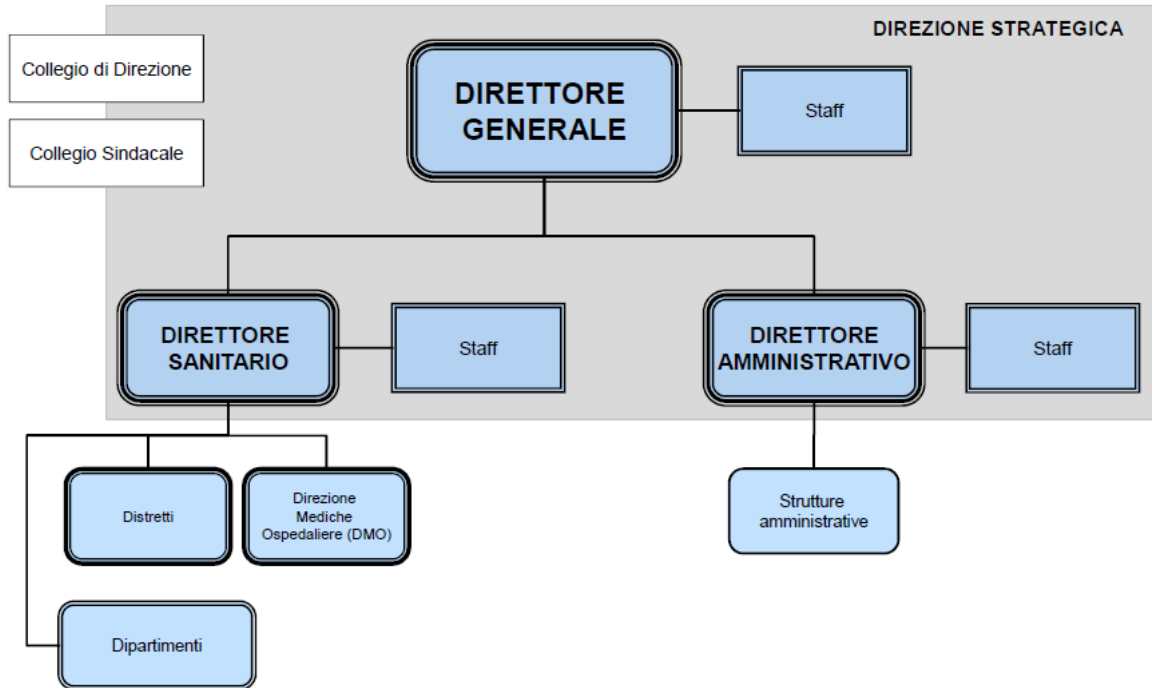 DIREZIONE STRATEGICA
Collegio di Direzione
Collegio Sindacale
DIRETTORE
GENERALE
Staff
DIRETTORE
SANITARIO
Staff
DIRETTORE
AMMINISTRATIVO
Staff
Distretti
Direzione
Mediche
Ospedaliere (DMO)
Strutture
amministrative
Dipartimenti